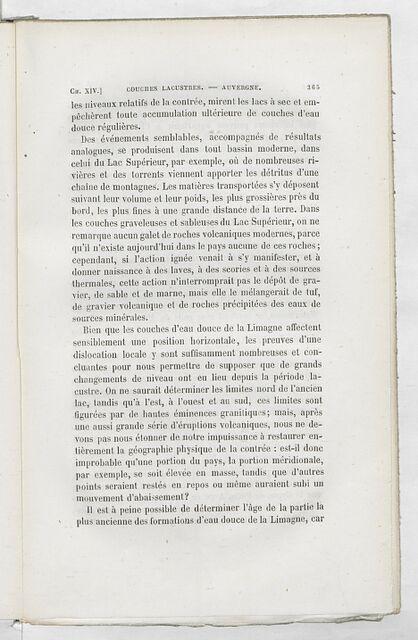 Ch. XIV.] COUCHES LACUSTRES. — AUVERGNE. 365
les niveaux relatifs de la contrée, mirent les lacs à sec et em-
pêchèrent toute accumulation ultérieure de couches d'eau
douce régulières.
Des événements semblables, accompagnés de résultats
analogues, se produisent dans tout bassin moderne, dans
celui du Lac Supérieur, par exemple, où de nombreuses ri-
vières et des torrents viennent apporter les détritus d'une
chaîne de montagnes. Les matières transportées s'y déposent
suivant leur volume et leur poids, les plus grossières près du
bord, les plus fines à une grande distance de la terre. Dans
les couches graveleuses et sableuses du Lac Supérieur, on ne
remarque aucun galet de roches volcaniques modernes, parce
qu'il n'existe aujourd'hui dans le pays aucune de ces roches;
cependant, si l'action ignée venait à s'y manifester, et à
donner naissance à des laves, à des scories et à des sources
thermales, cette action n'interromprait pas le dépôt de gra-
vier, de sable et de marne, mais elle le mélangerait de tuf,
de gravier volcanique et de roches précipitées des eaux de
sources minérales.
Bien que les couches d'eau douce de la Limagne affectent
sensiblement une position horizontale, les preuves d'une
dislocation locale y sont suffisamment nombreuses et con-
cluantes pour nous permettre de supposer que de grands
changements de niveau ont eu lieu depuis la période la-
custre. On ne saurait déterminer les limites nord de l'ancien
lac, tandis qu'à l'est, à l'ouest et au sud, ces limites sont
figurées par de hautes éminences granitiques; mais, après
une aussi grande série d'éruptions volcaniques, nous ne de-
vons pas nous étonner de notre impuissance à restaurer en-
tièrement la géographie physique de la contrée : est-il donc
improbable qu'une portion du pays, la portion méridionale,
par exemple, se soit élevée en masse, tandis que d'autres
points seraient restés en repos ou même auraient subi un
mouvement d'abaissement?
Il est à peine possible de déterminer l'âge de la partie la
plus ancienne des formations d'eau douce de la Limagne, car